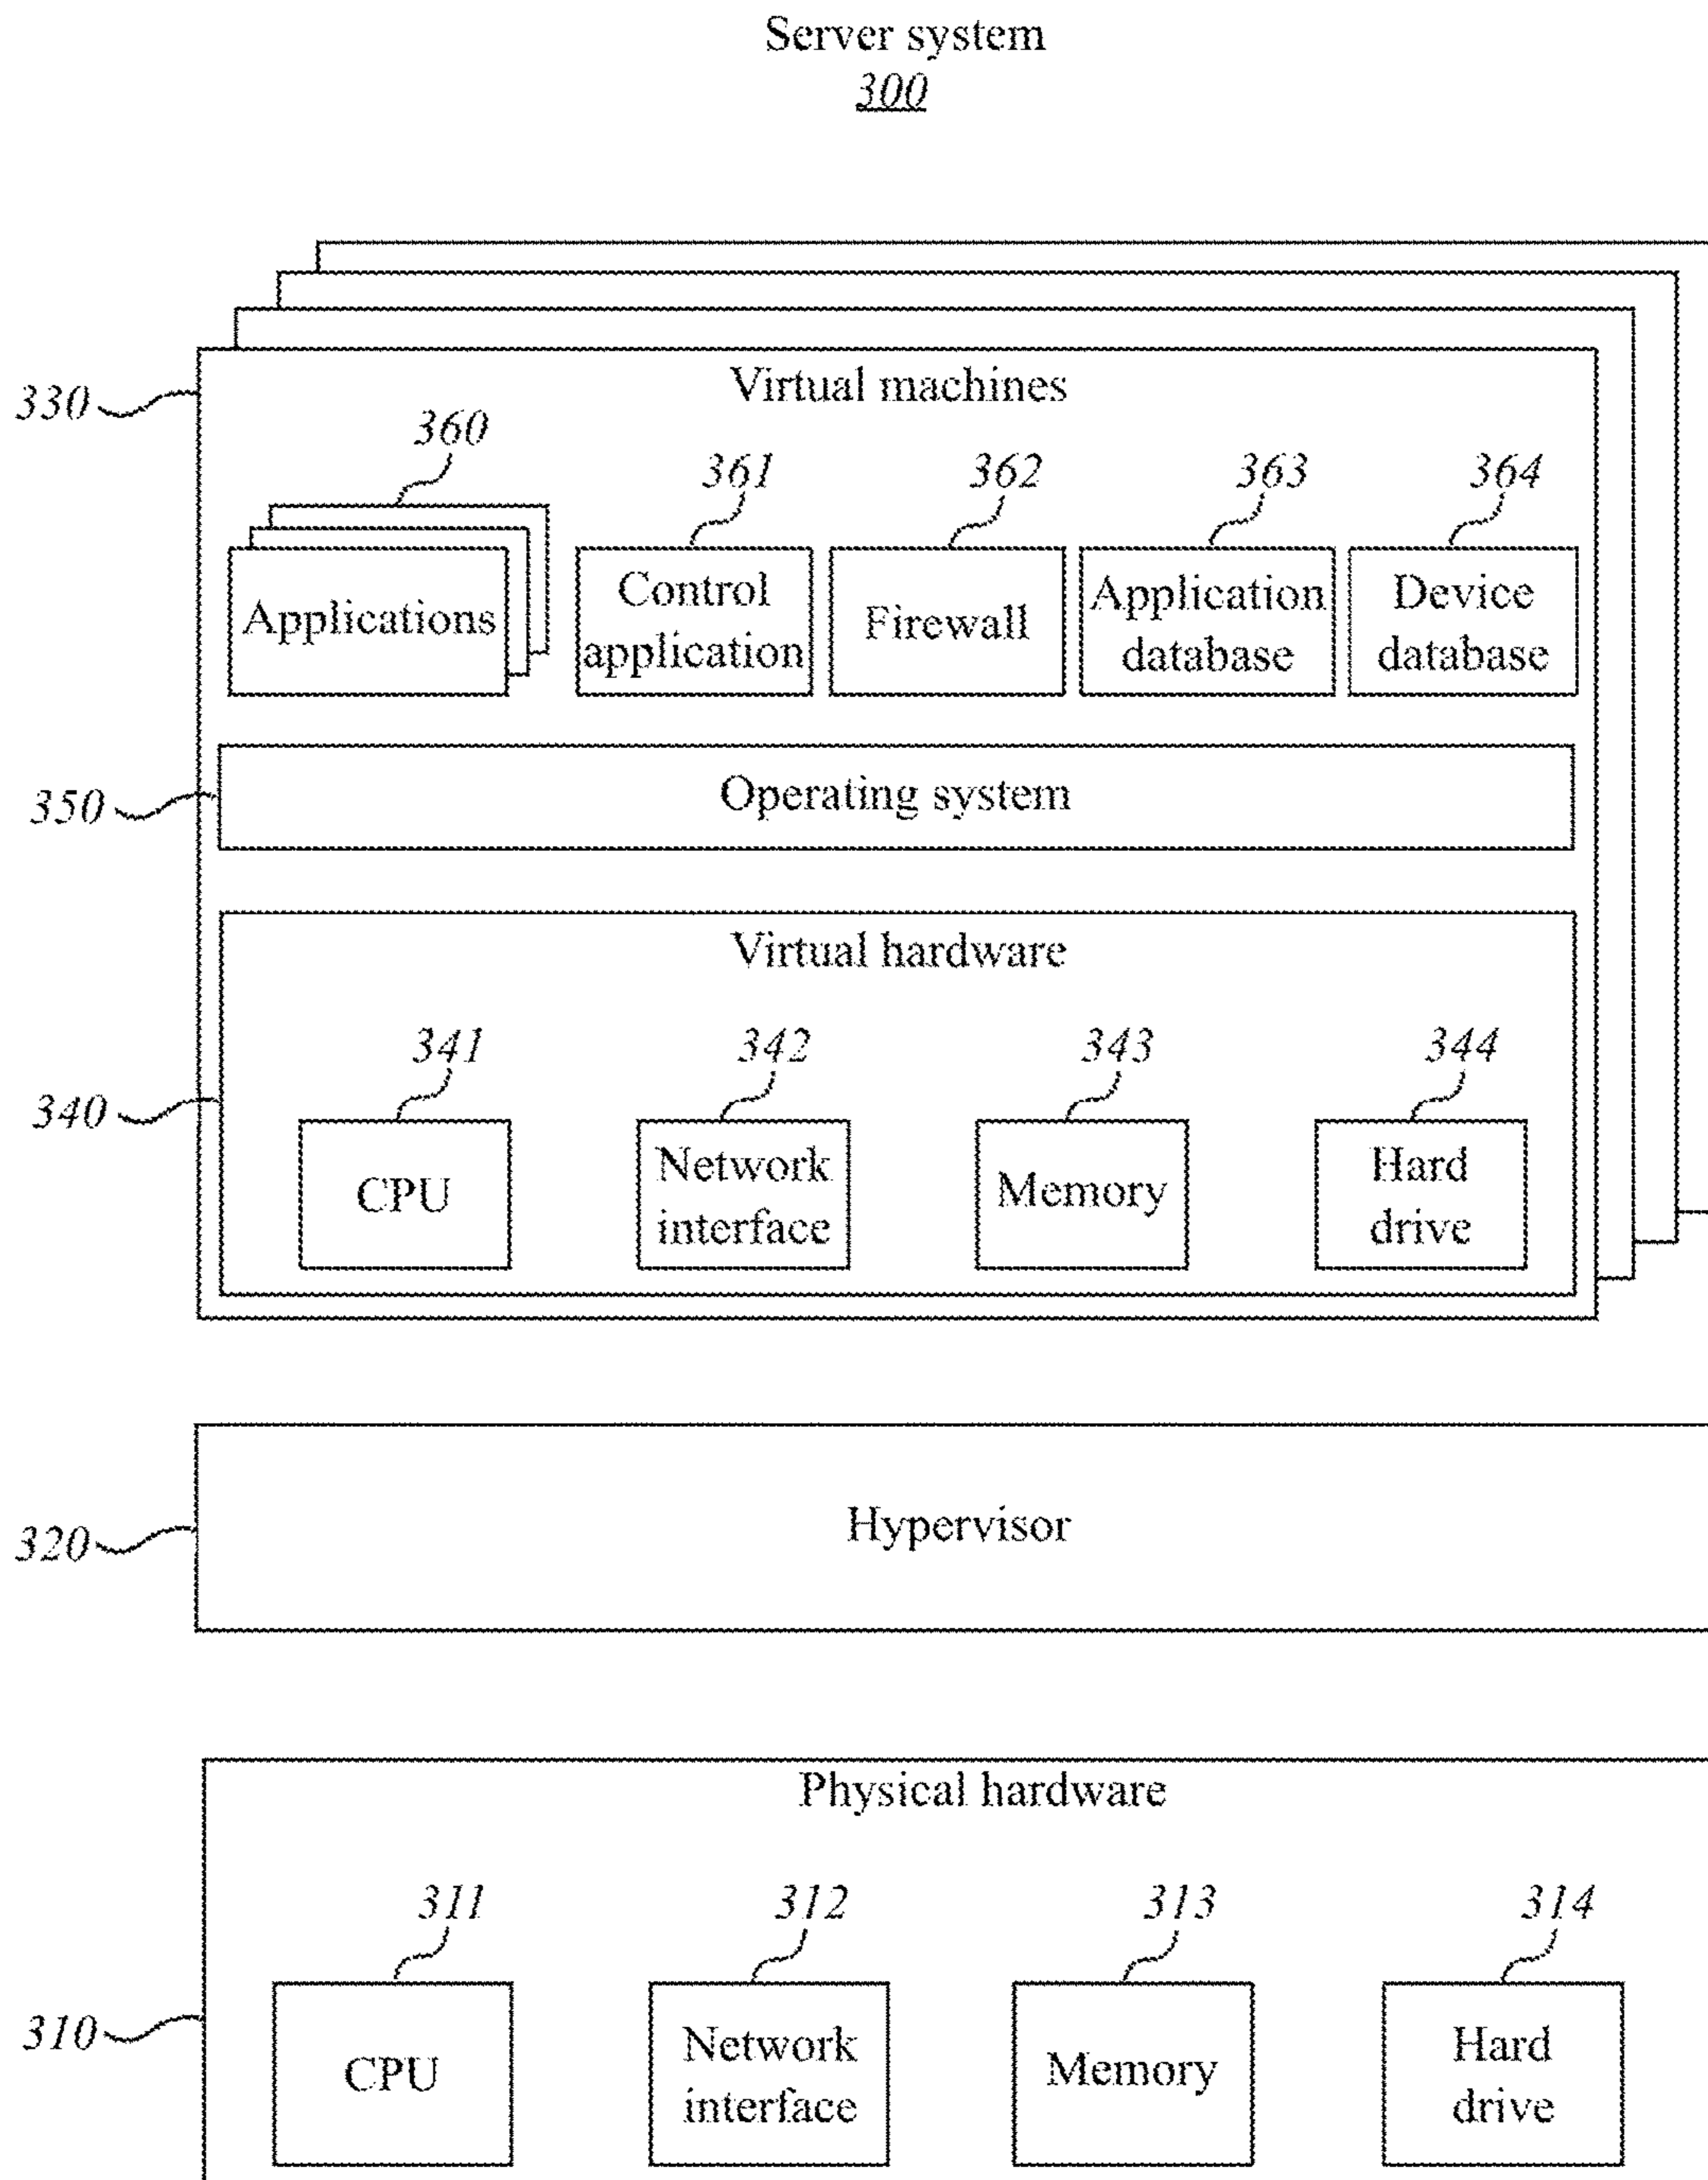 Server system
300
330
Virtual machines
360
361
362
363
364
Applications
Control
application
Firewall
Application
database
Device
database
350
Operating system
340
Virtual hardware
341
342
343
344
CPU
Network
interface
Memory
Hard
drive
320
Hypervisor
310
Physical hardware
311
312
313
314
CPU
Network
interface
Memory
Hard
drive